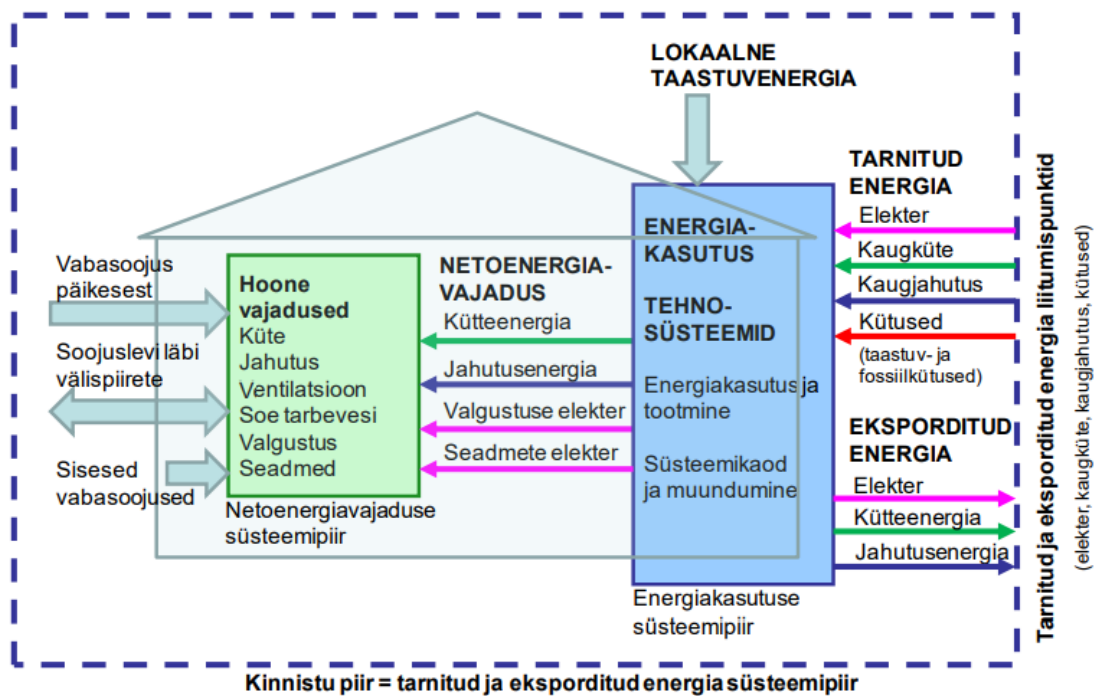 LOKAALNE
TAASTUVENERGIA
Vabasoojus
päikesest
Soojuslevi läbi
välispiirete
Sisesed
vabasoojused
Hoone
vajadused
Küte
Jahutus
Ventilatsioon
Soe tarbevesi
Valgustus
Seadmed
Netoenergiavajaduse
süsteemipiir
NETOENERGIA-
VAJADUS
Kütteenergia
Jahutusenergia
Valgustuse elekter
Seadmete elekter
ENERGIA-
KASUTUS
TEHNO-
SÜSTEEMID
Energiakasutus ja
tootmine
Süsteemikaod
ja muundumine
Energiakasutuse
süsteemipiir
TARNITUD
ENERGIA
Elekter
Kaugküte
Kaugjahutus
Kütused
(taastuv- ja
fossiilkütused)
EKSPORDITUD
ENERGIA
Elekter
Kütteenergia
Jahutusenergia
Tarnitud ja eksporditud energia liitumispunktid
(elekter, kaugküte, kaugjahutus, kütused)
Kinnistu piir = tarnitud ja eksporditud energia süsteemipiir